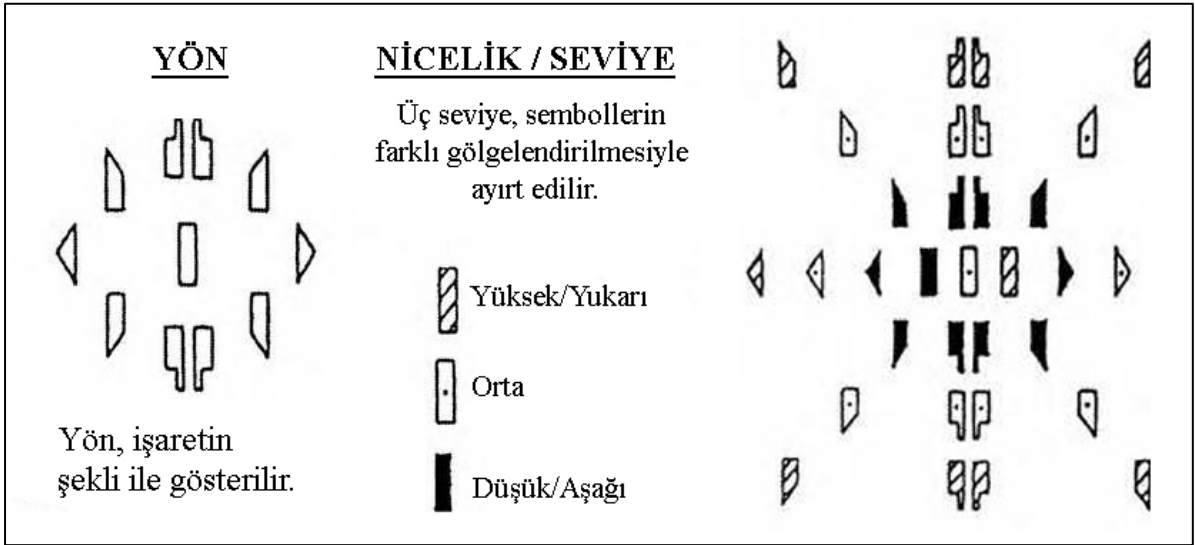 YÖN
Yön, işaretin
şekli ile gösterilir.
NİCELİK / SEVİYE
Üç seviye, sembollerin
farklı gölgelendirilmesiyle
ayırt edilir.
Yüksek/Yukarı
Orta
Düşük/Aşağı